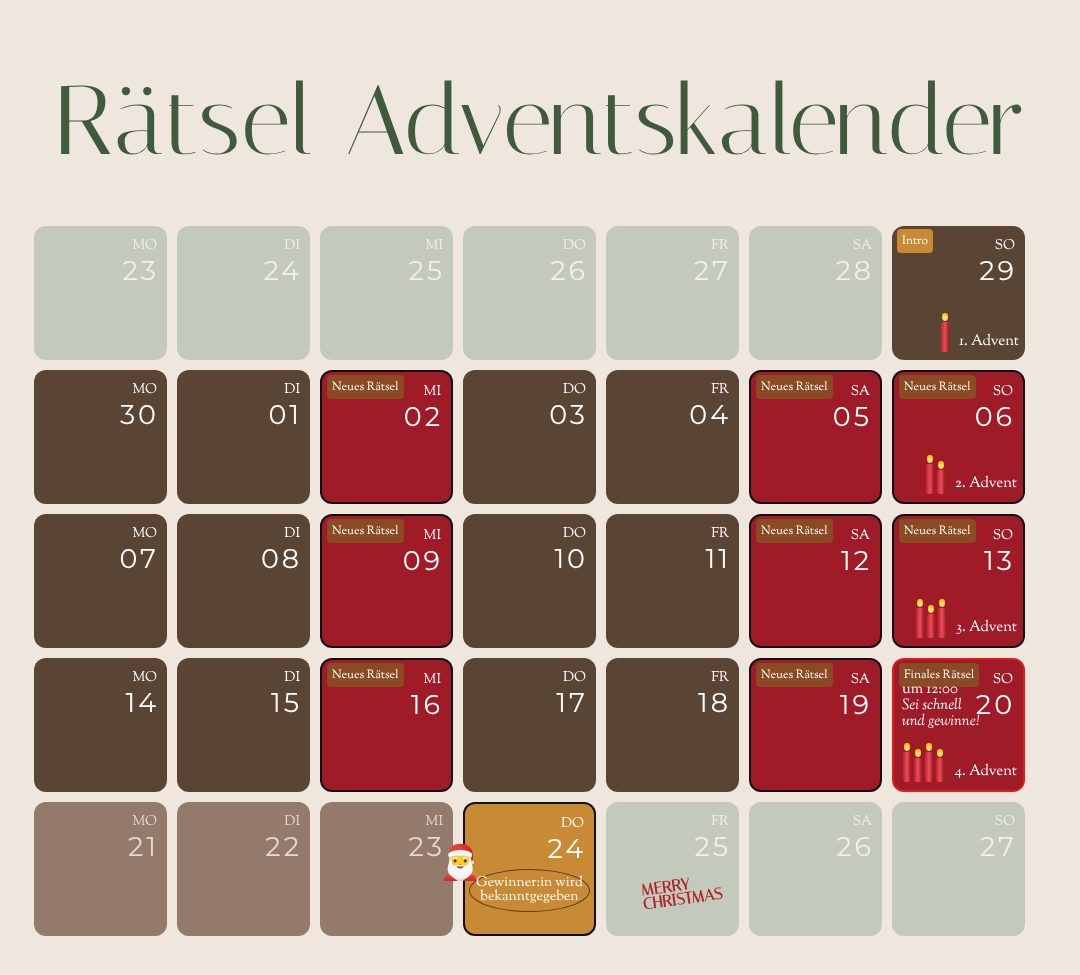 Rätsel Adventskalender
MO DI MI DO FR SA Intro SO
23 24 25 26 27 28 29
1. Advent
MO DI Neues Rätsel MI DO FR Neues Rätsel SA Neues Rätsel SO
30 01 02 03 04 05 06
2. Advent
MO DI Neues Rätsel MI DO FR Neues Rätsel SA Neues Rätsel SO
07 08 09 10 11 12 13
3. Advent
MO DI Neues Rätsel MI DO FR Neues Rätsel SA Finales Rätsel SO
14 15 16 17 18 19 20
um 12:00
Sei schnell
und gewinne!
4. Advent
MO DI MI DO FR SA SO
21 22 23 24 25 26 27
Gewinner:in wird
bekanntgegeben
MERRY
CHRISTMAS